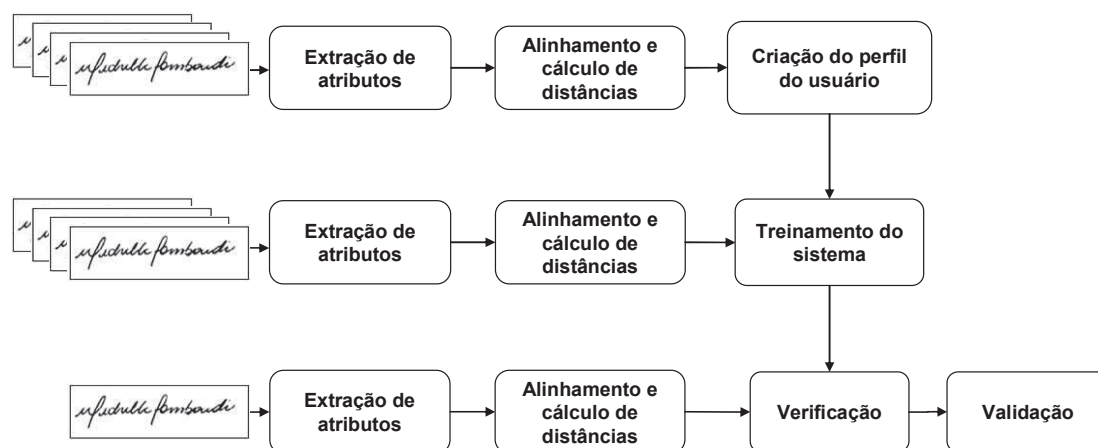 Extração de
atributos
Alinhamento e
cálculo de
distâncias
Criação do perfil
do usuário
Extração de
atributos
Alinhamento e
cálculo de
distâncias
Treinamento do
sistema
Extração de
atributos
Alinhamento e
cálculo de
distâncias
Verificação
Validação